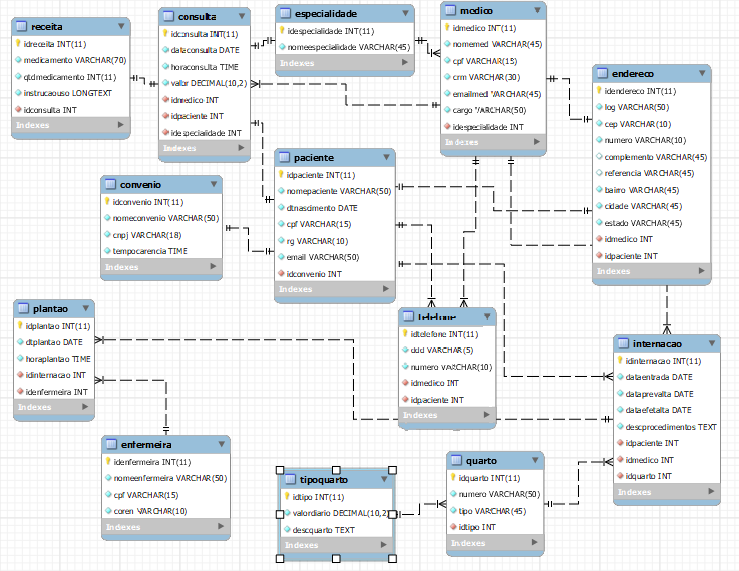 receita
idreceita INT(11)
medicamento VARCHAR(70)
qtdmedicamento INT(11)
instrucaouso LONGTEXT
idconsulta INT
Indexes
consulta
idconsulta INT(11)
dataconsulta DATE
horaconsulta TIME
valor DECIMAL(10,2)
idmedico INT
idpaciente INT
idespecialidade INT
Indexes
especialidade
idespecialidade INT(11)
nomeespecialidade VARCHAR(45)
Indexes
medico
idmedico INT(11)
nomemed VARCHAR(45)
cpf VARCHAR(15)
crm VARCHAR(30)
emailmed VARCHAR(45)
cargo VARCHAR(50)
idespecialidade INT
Indexes
endereco
idendereco INT(11)
log VARCHAR(50)
cep VARCHAR(10)
numero VARCHAR(10)
complemento VARCHAR(45)
referencia VARCHAR(45)
bairro VARCHAR(45)
cidade VARCHAR(45)
estado VARCHAR(45)
idmedico INT
idpaciente INT
Indexes
convenio
idconvenio INT(11)
nomeconvenio VARCHAR(50)
cnpj VARCHAR(18)
tempocarencia TIME
Indexes
paciente
idpaciente INT(11)
nomepaciente VARCHAR(50)
dtnascimento DATE
cpf VARCHAR(15)
rg VARCHAR(10)
email VARCHAR(50)
idconvenio INT
Indexes
plantao
idplantao INT(11)
dtplantao DATE
horaplantao TIME
idinternacao INT
idenfermeira INT
Indexes
telefone
idtelefone INT(11)
ddd VARCHAR(5)
numero VARCHAR(10)
idmedico INT
idpaciente INT
Indexes
internacao
idinternacao INT(11)
dataentrada DATE
dataprevalta DATE
dataefetalta DATE
descprocedimentos TEXT
idpaciente INT
idmedico INT
idquarto INT
Indexes
enfermeira
idenfermeira INT(11)
nomeenfermeira VARCHAR(50)
cpf VARCHAR(15)
coren VARCHAR(10)
Indexes
tipoquarto
idtipo INT(11)
valordiario DECIMAL(10,2)
descquarto TEXT
Indexes
quarto
idquarto INT(11)
numero VARCHAR(50)
tipo VARCHAR(45)
idtipo INT
Indexes